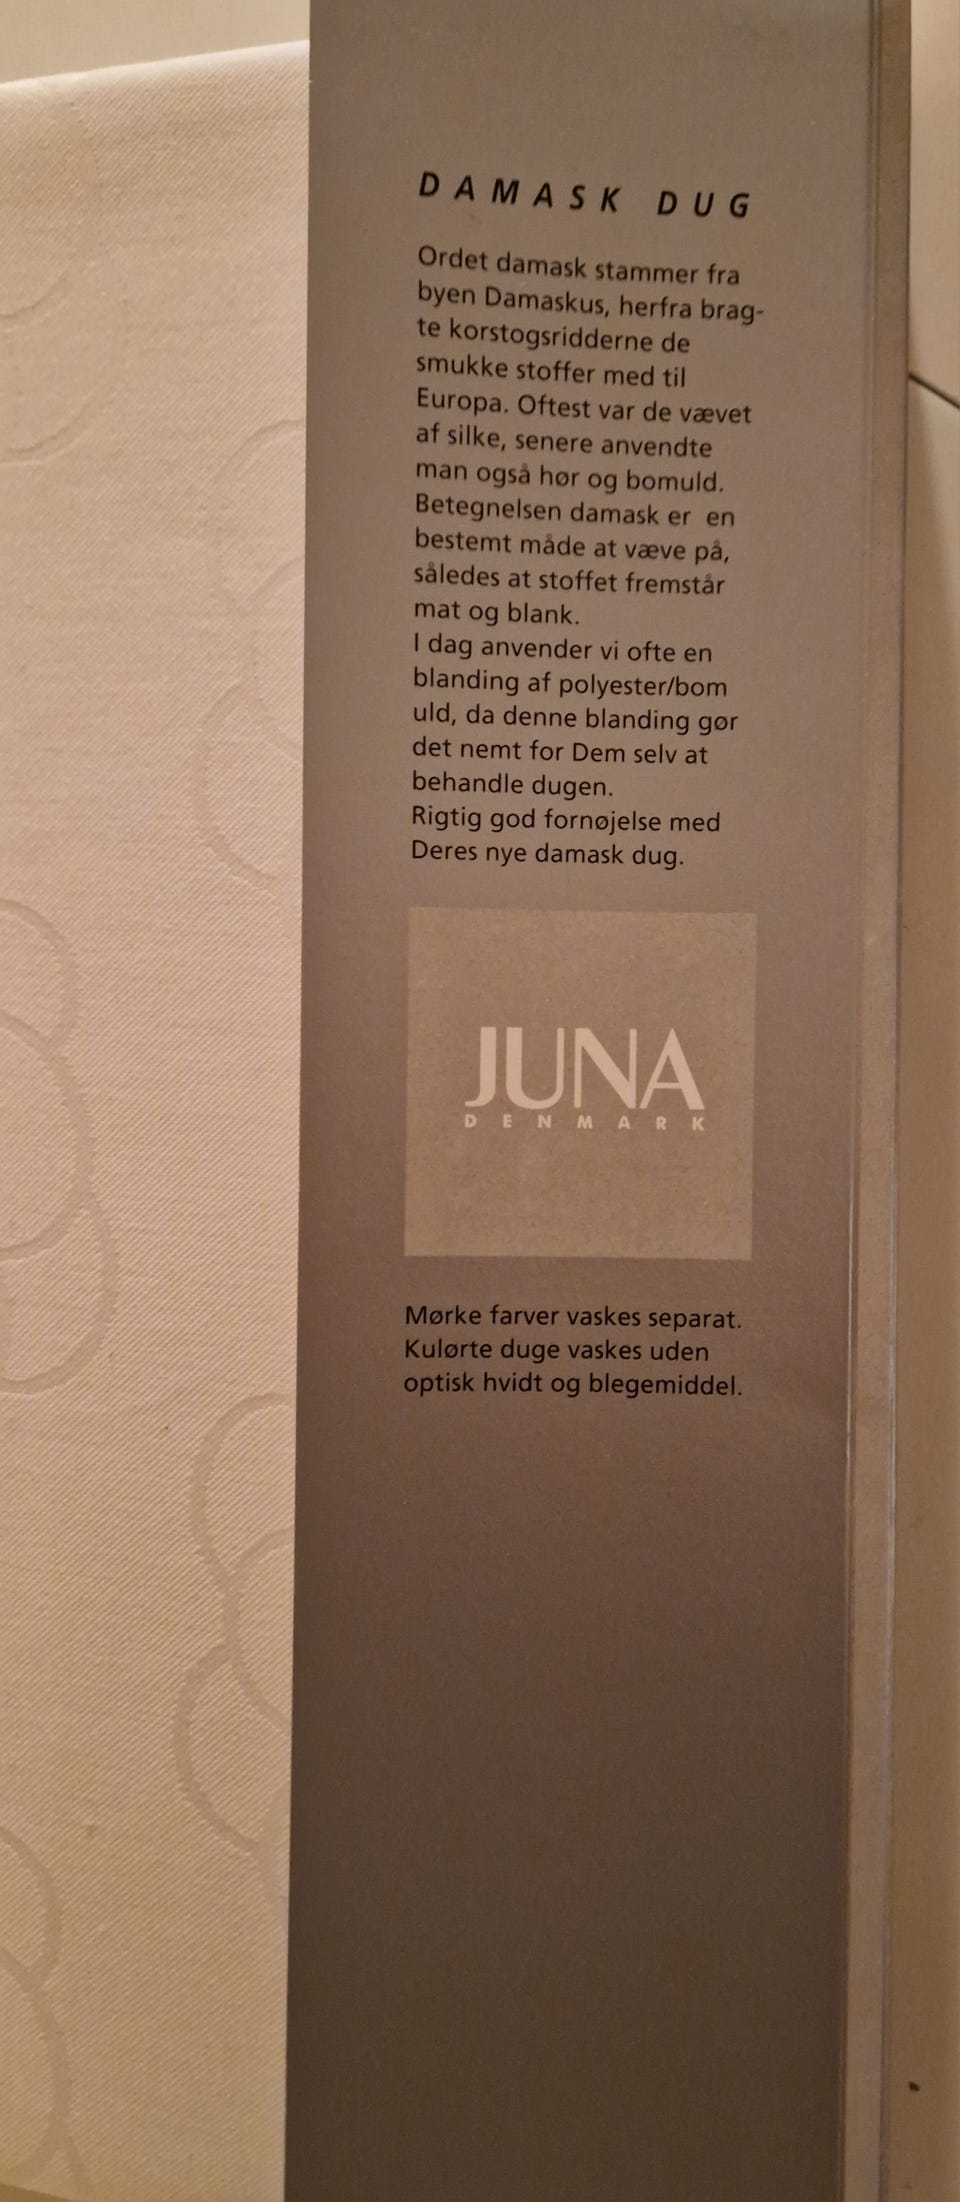 DAMASK DUG
Ordet damask stammer fra
byen Damaskus, herfra brag-
te korstogsridderne de
smukke stoffer med til
Europa. Oftest var de vævet
af silke, senere anvendte
man også hør og bomuld.
Betegnelsen damask er en
bestemt måde at væve på,
således at stoffet fremstår
mat og blank.
I dag anvender vi ofte en
blanding af polyester/bom
uld, da denne blanding gør
det nemt for Dem selv at
behandle dugen.
Rigtig god fornøjelse med
Deres nye damask dug.
JUNA
DENMARK
Mørke farver vaskes separat.
Kulørte duge vaskes uden
optisk hvidt og blegemiddel.